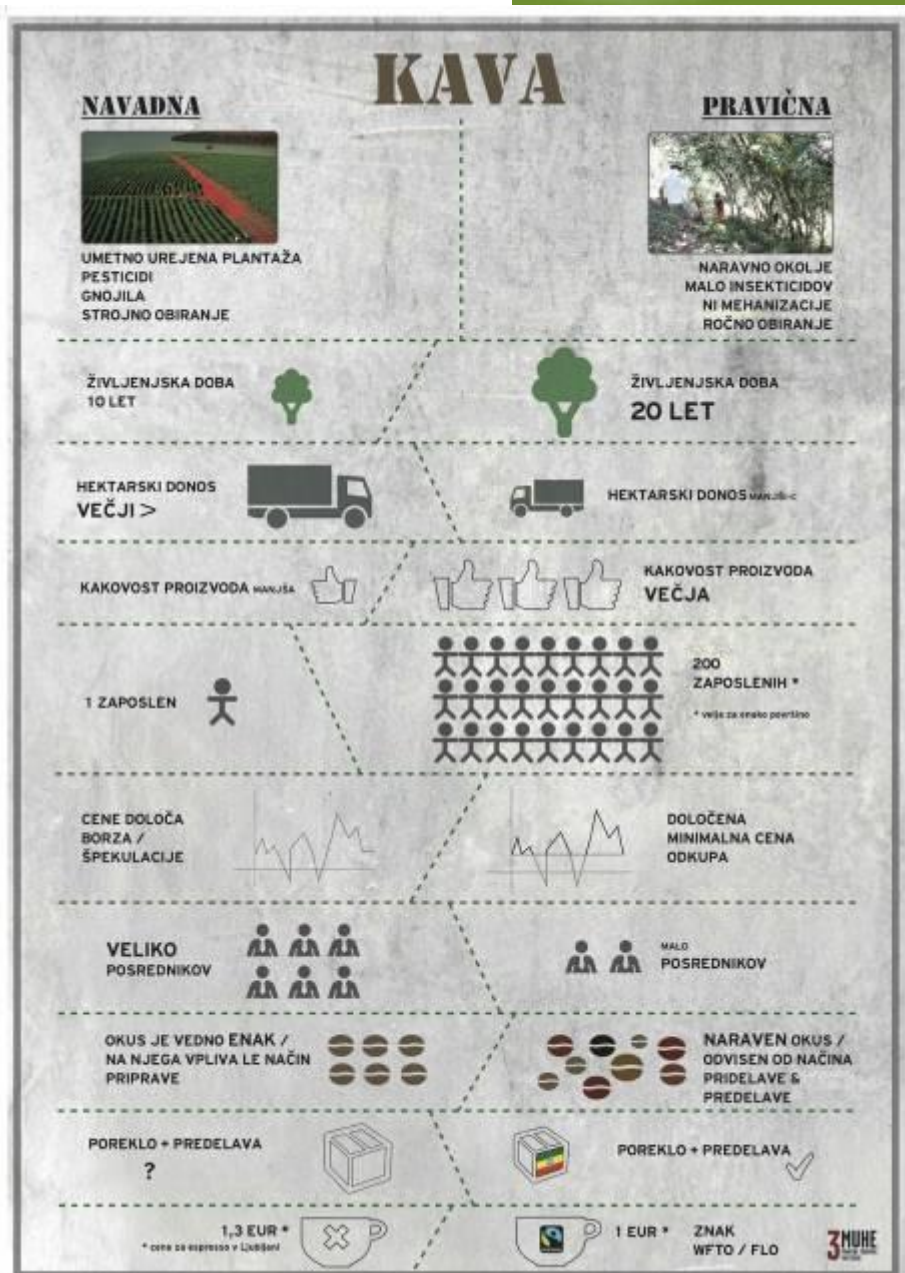 KAVA
NAVADNA
PRAVIČNA
UMETNO UREJENA PLANTAŽA
PESTICIDI
GNOJILA
STROJNO OBIRANJE
NARAVNO OKOLJE
MALO INSEKTICIDOV
NI MEHANIZACIJE
ROČNO OBIRANJE
ŽIVLJENJSKA DOBA
10 LET
ŽIVLJENJSKA DOBA
20 LET
HEKTARSKI DONOS
VEČJI >
HEKTARSKI DONOS MANJŠI <
KAKOVOST PROIZVODA MANJŠA
KAKOVOST PROIZVODA
VEČJA
1 ZAPOSLEN
200
ZAPOSLENIH *
* velja za enako površino
CENE DOLOČA
BORZA /
ŠPEKULACIJE
DOLOČENA
MINIMALNA CENA
ODKUPA
VELIKO
POSREDNIKOV
MALO
POSREDNIKOV
OKUS JE VEDNO ENAK /
NA NJEGA VPLIVA LE NAČIN
PRIPRAVE
NARAVEN OKUS /
ODVISEN OD NAČINA
PRIDELAVE &
PREDELAVE
POREKLO + PREDELAVA
?
POREKLO + PREDELAVA
1,3 EUR *
* cena za espresso v Ljubljani
1 EUR *
ZNAK
WFTO / FLO
3MUHE